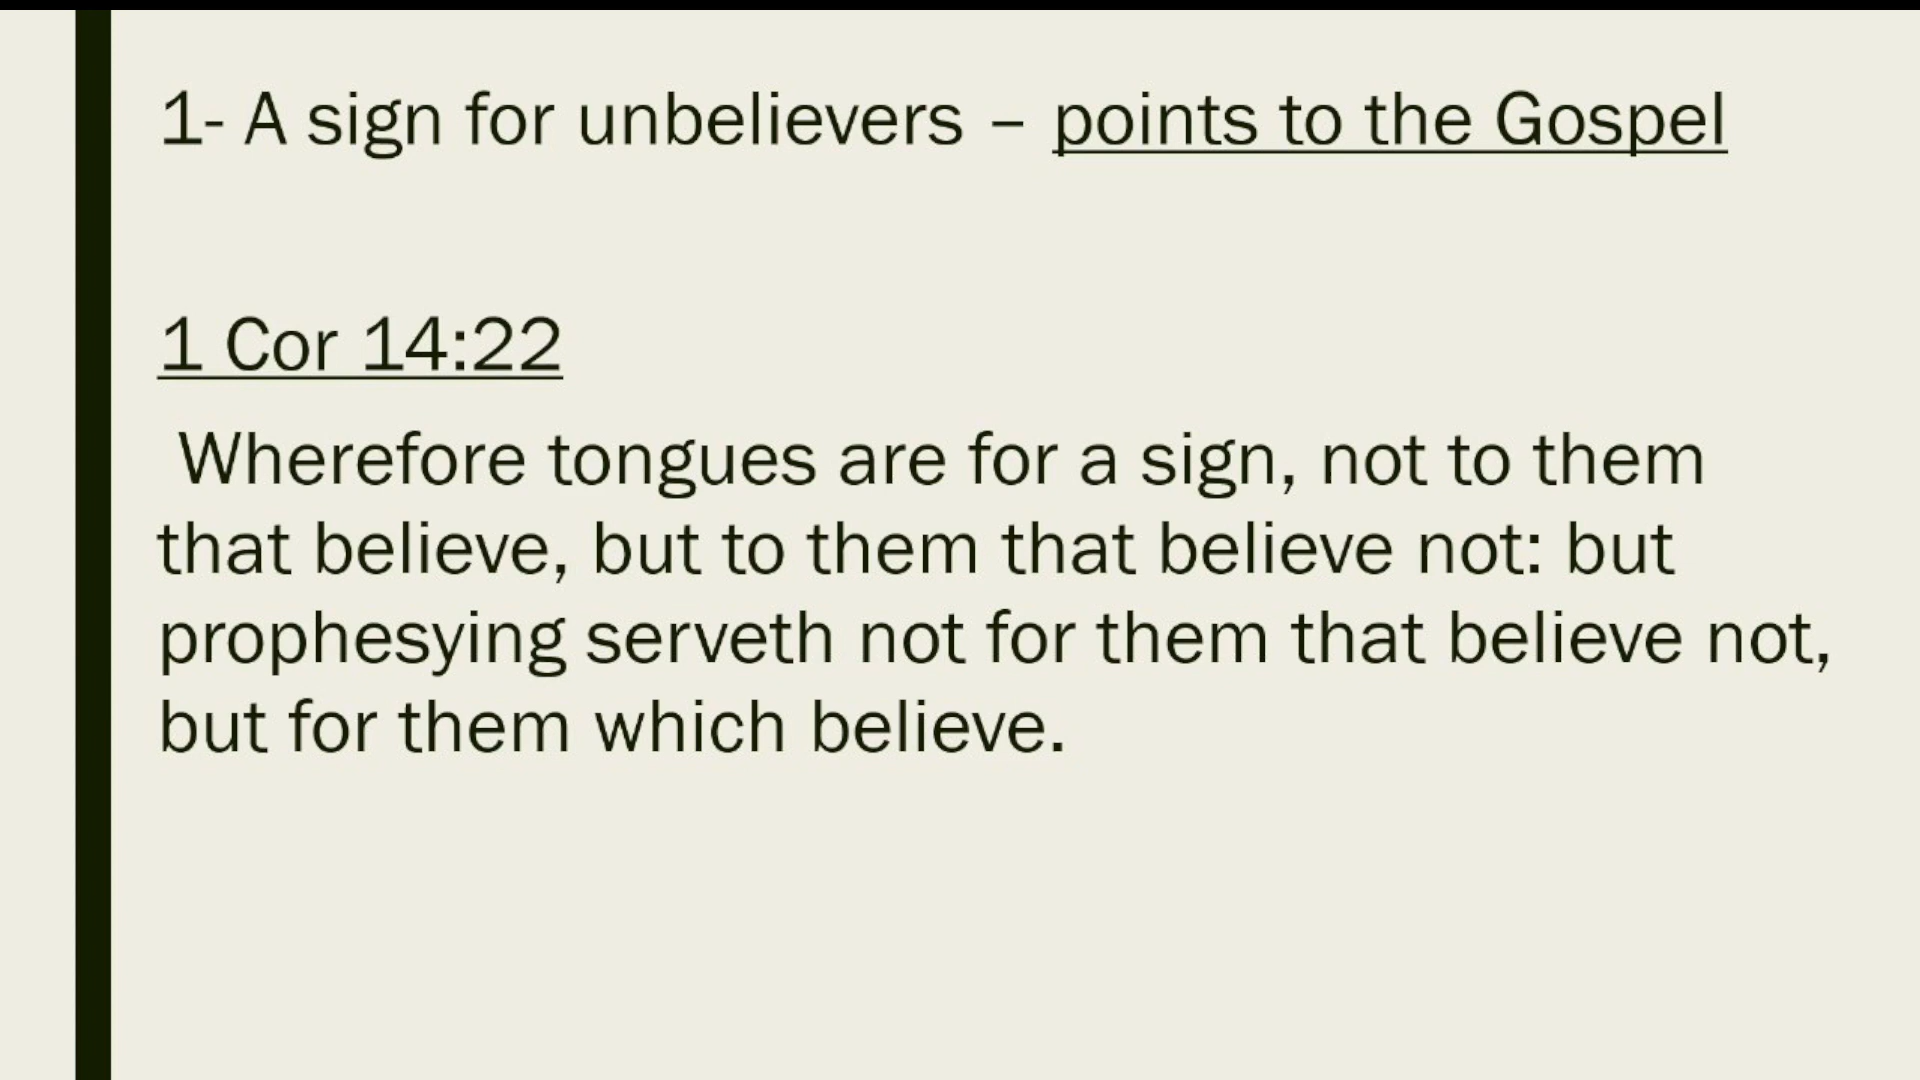 1- A sign for unbelievers – points to the Gospel
1 Cor 14:22
Wherefore tongues are for a sign, not to them
that believe, but to them that believe not: but
prophesying serveth not for them that believe not,
but for them which believe.